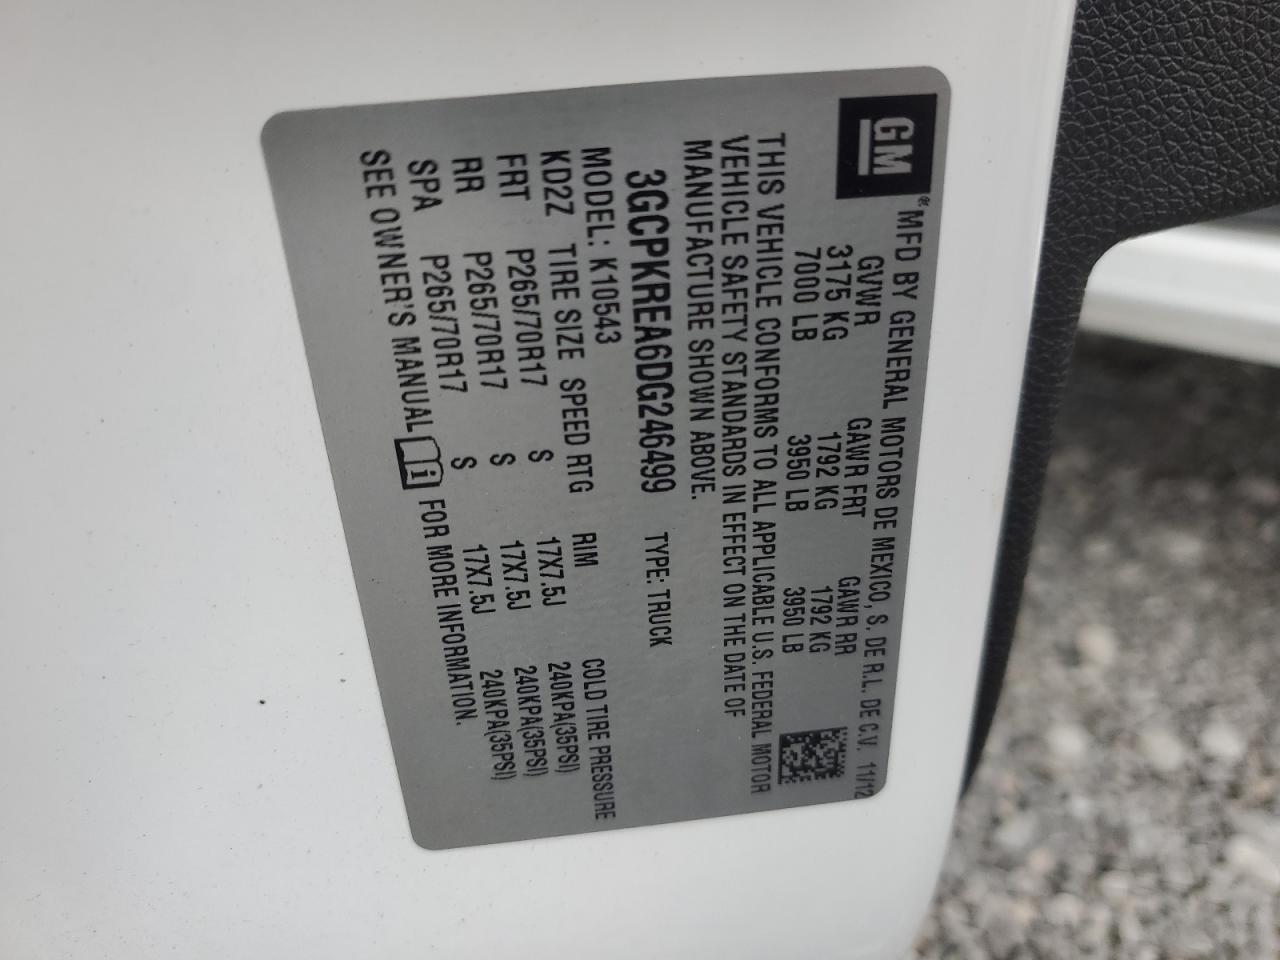 GM® MFD BY GENERAL MOTORS DE MEXICO, S. DE R.L. DE C.V. 11/12
GVWR GAWR FRT GAWR RR
3175 KG 1792 KG 1792 KG
7000 LB 3950 LB 3950 LB
THIS VEHICLE CONFORMS TO ALL APPLICABLE U.S. FEDERAL MOTOR
VEHICLE SAFETY STANDARDS IN EFFECT ON THE DATE OF
MANUFACTURE SHOWN ABOVE.
3GCPKREA6DG246499 TYPE: TRUCK
MODEL: K10543
KD2Z TIRE SIZE SPEED RTG RIM COLD TIRE PRESSURE
FRT P265/70R17 S 17X7.5J 240KPA(35PSI)
RR P265/70R17 S 17X7.5J 240KPA(35PSI)
SPA P265/70R17 S 17X7.5J 240KPA(35PSI)
SEE OWNER'S MANUAL i FOR MORE INFORMATION.